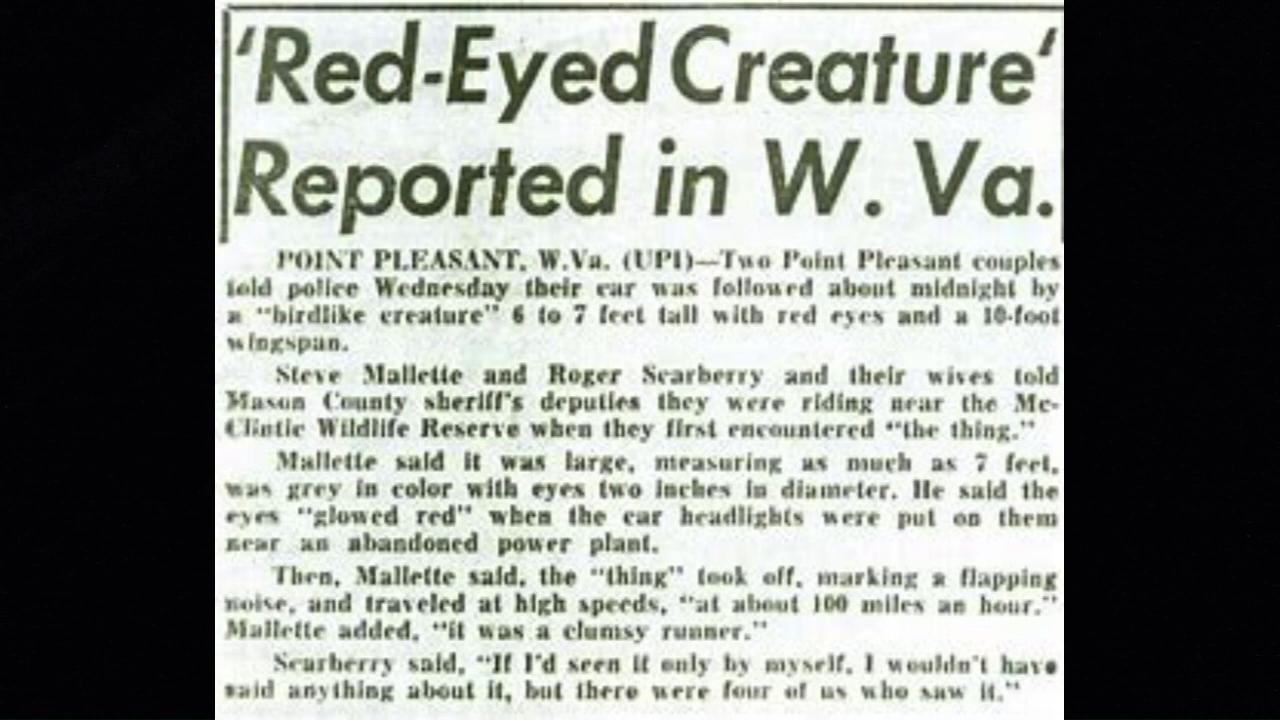 ‘Red-Eyed Creature‘
Reported in W. Va.
POINT PLEASANT, W.Va. (UPI)—Two Point Pleasant couples
told police Wednesday their car was followed about midnight by
a "birdlike creature" 6 to 7 feet tall with red eyes and a 10-foot
wingspan.
Steve Mallette and Roger Scarberry and their wives told
Mason County sheriff's deputies they were riding near the Mc-
Clintic Wildlife Reserve when they first encountered "the thing."
Mallette said it was large, measuring as much as 7 feet,
was grey in color with eyes two inches in diameter. He said the
eyes "glowed red" when the car headlights were put on them
near an abandoned power plant.
Then, Mallette said, the "thing" took off, marking a flapping
noise, and traveled at high speeds, "at about 100 miles an hour."
Mallette added, "it was a clumsy runner."
Scarberry said, "If I'd seen it only by myself, I wouldn't have
said anything about it, but there were four of us who saw it."